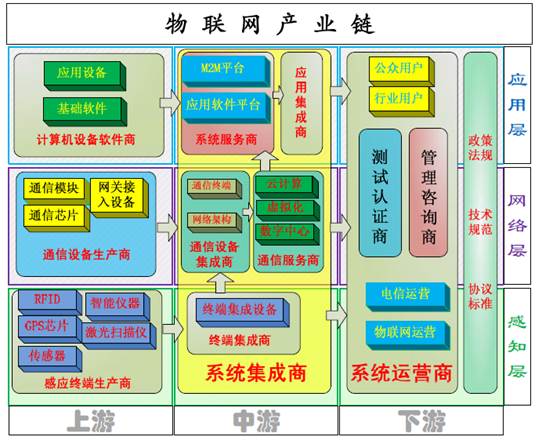 物联网产业链
应用设备
基础软件
计算机设备软件商
M2M平台
应用软件平台
系统服务商
应用集成商
公众用户
行业用户
政策
法规
应用层
通信模块
通信芯片
网关接
入设备
通信设备生产商
通信终端
网络架构
通信设备
集成商
云计算
虚拟化
数字中心
通信服务商
测试认证商
管理咨询商
技术
规范
网络层
RFID
GPS芯片
传感器
智能仪器
激光扫描仪
感应终端生产商
终端集成设备
终端集成商
系统集成商
电信运营
物联网运营
系统运营商
协议
标准
感知层
上游
中游
下游